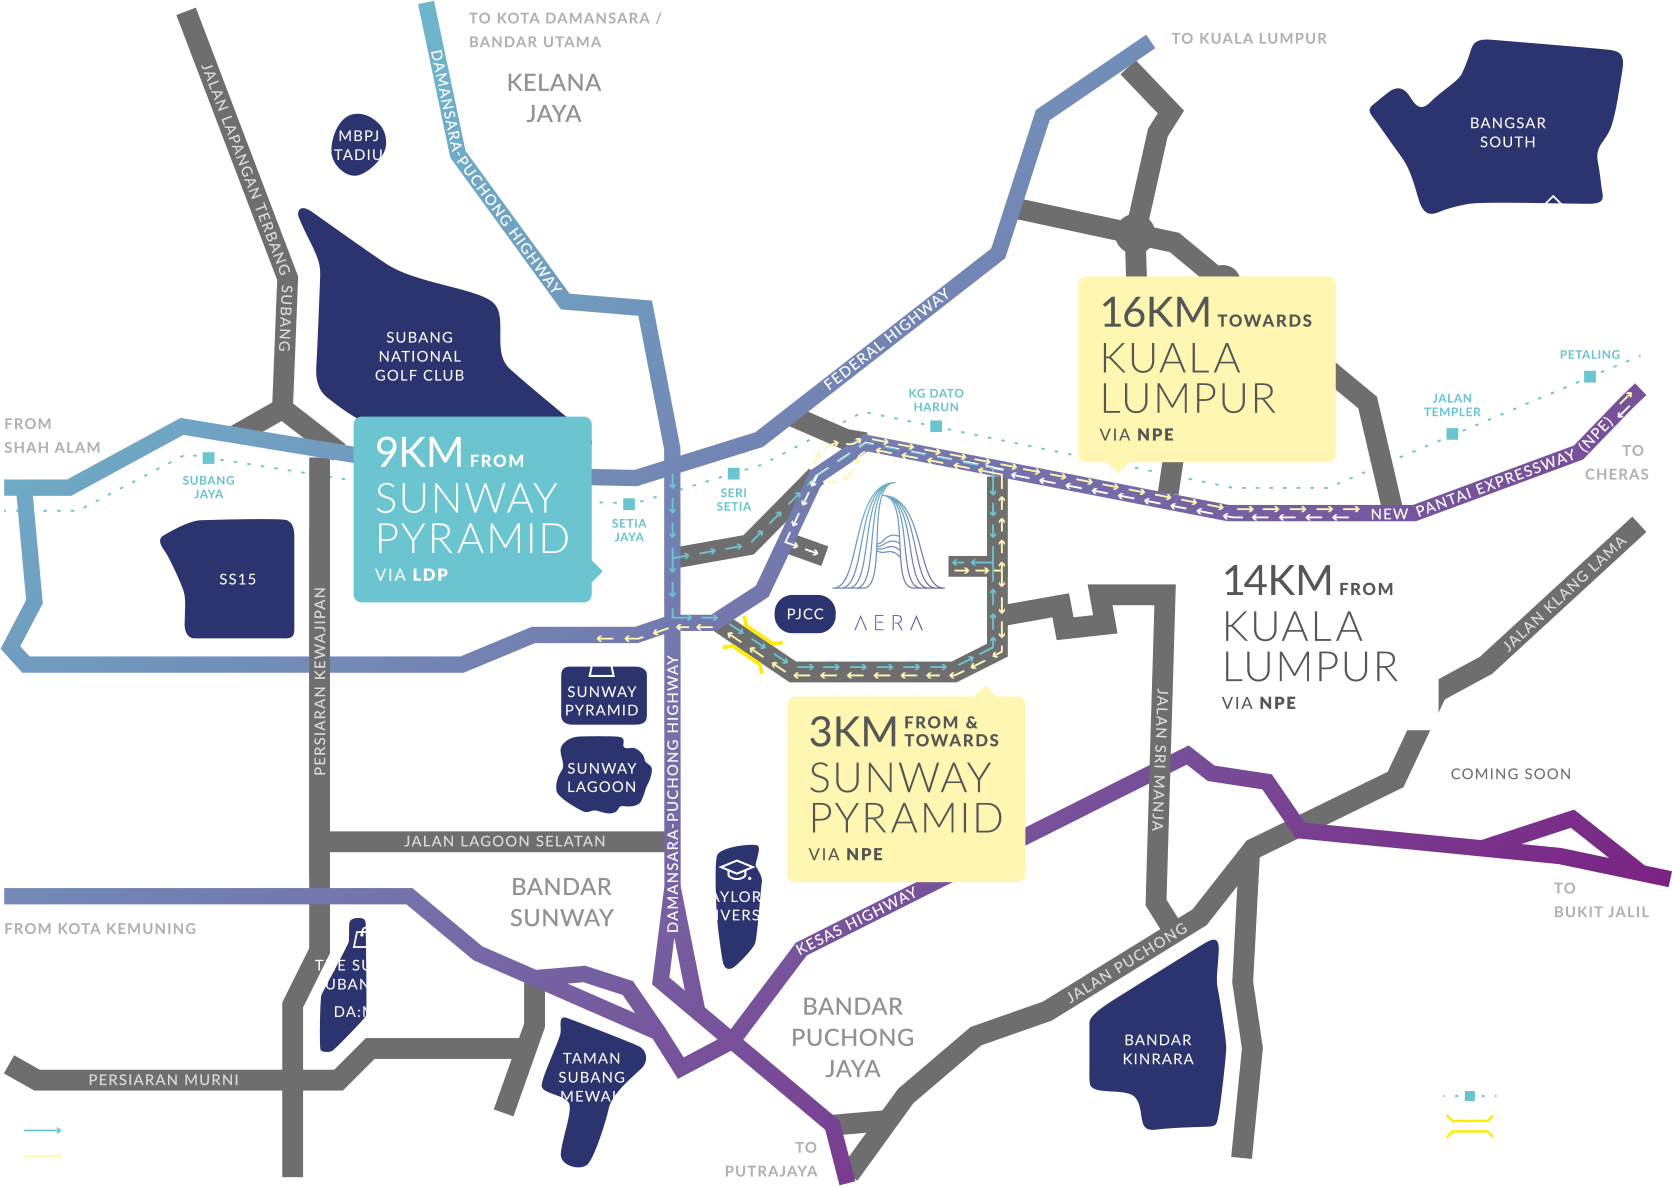 TO KOTA DAMANSARA /
BANDAR UTAMA
KELANA
JAYA
TO KUALA LUMPUR
BANGSAR
SOUTH
JALAN LAPANGAN TERBANG SUBANG
DAMANSARA-PUCHONG HIGHWAY
MBPJ
TADIU
SUBANG
NATIONAL
GOLF CLUB
FEDERAL HIGHWAY
16KM TOWARDS
KUALA
LUMPUR
VIA NPE
PETALING
JALAN
TEMPLER
KG DATO
HARUN
FROM
SHAH ALAM
SUBANG
JAYA
9KM FROM
SUNWAY
PYRAMID
VIA LDP
SETIA
JAYA
SERI
SETIA
NEW PANTAI EXPRESSWAY (NPE)
TO
CHERAS
SS15
PJCC
AERA
14KM FROM
KUALA
LUMPUR
VIA NPE
JALAN KLANG LAMA
PERSIARAN KEWAJIPAN
SUNWAY
PYRAMID
SUNWAY
LAGOON
DAMANSARA-PUCHONG HIGHWAY
3KM FROM &
TOWARDS
SUNWAY
PYRAMID
VIA NPE
JALAN SRI MANJA
COMING SOON
JALAN LAGOON SELATAN
BANDAR
SUNWAY
AYLOR
IVERS
KESAS HIGHWAY
TO
BUKIT JALIL
FROM KOTA KEMUNING
T E SU
UBAN
DA:M
JALAN PUCHONG
BANDAR
PUCHONG
JAYA
BANDAR
KINRARA
TAMAN
SUBANG
MEWAH
PERSIARAN MURNI
TO
PUTRAJAYA